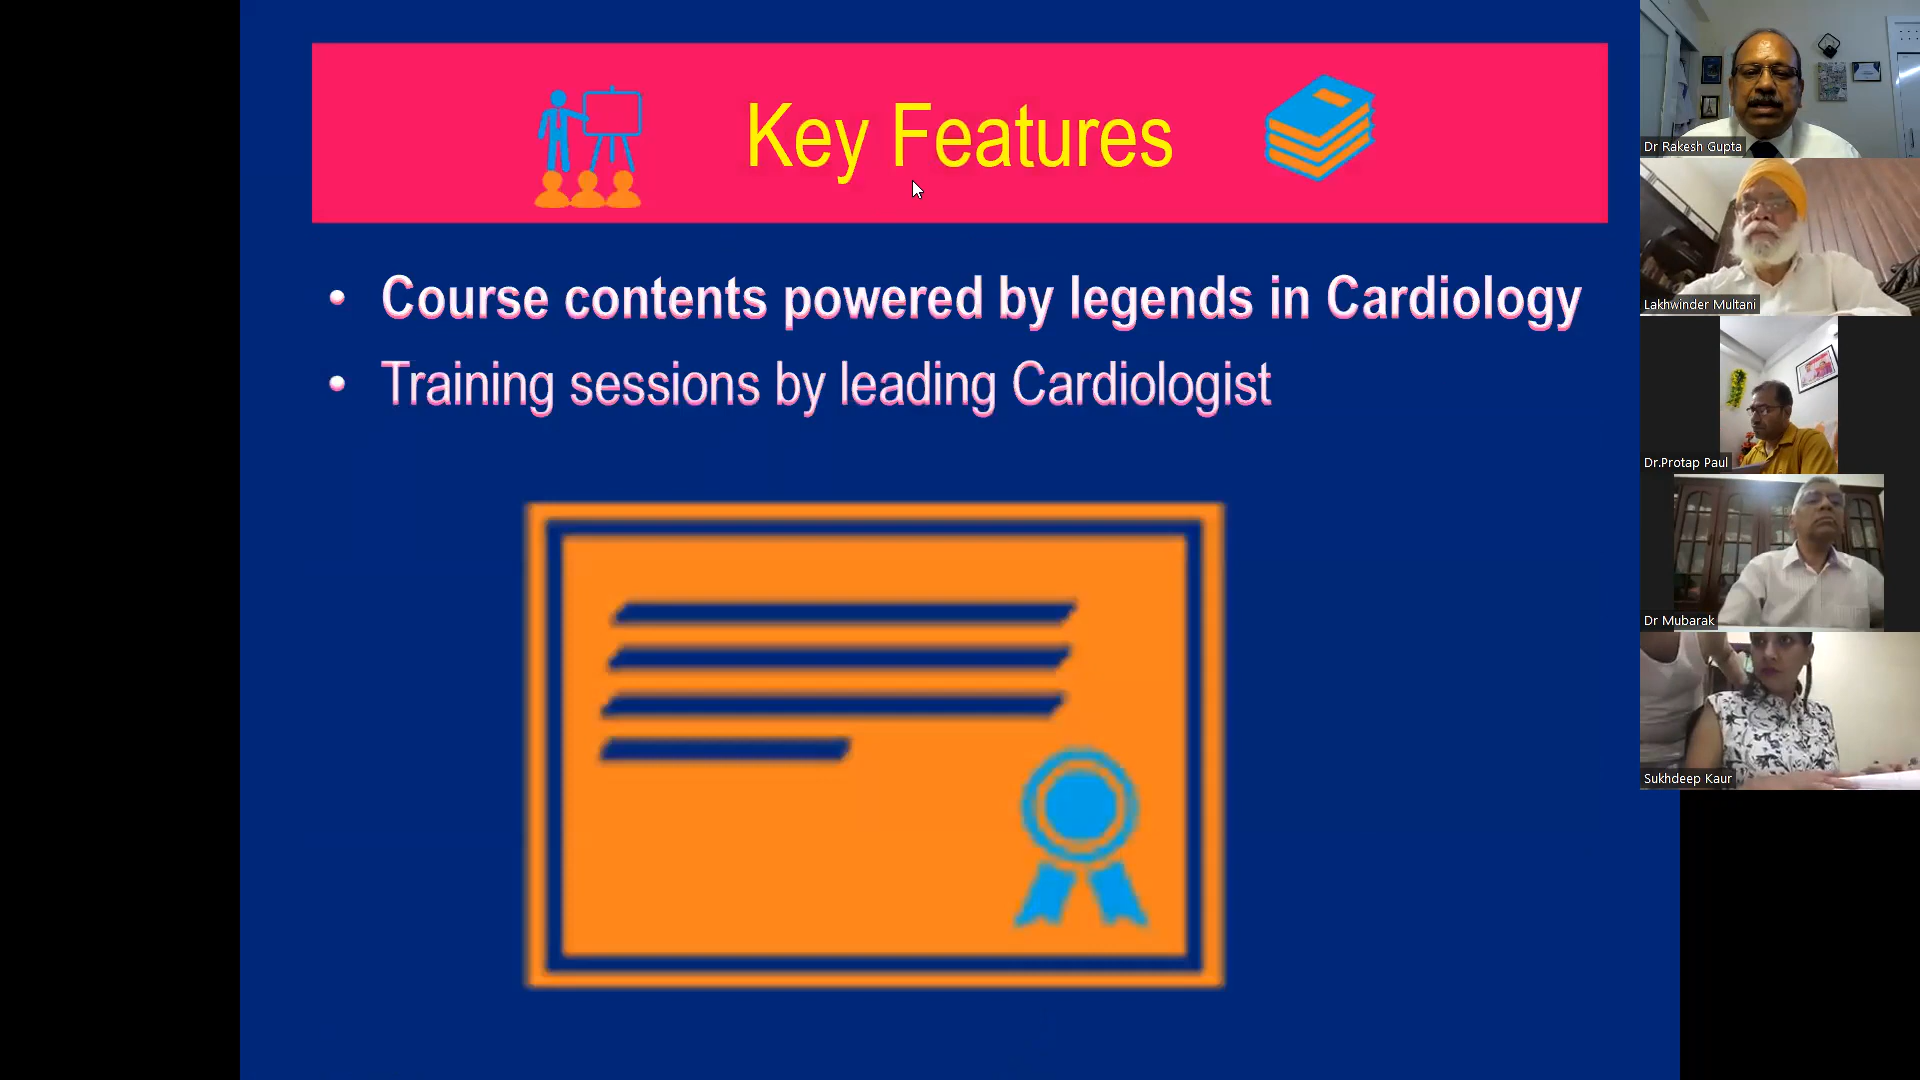 Key Features
• Course contents powered by legends in Cardiology
• Training sessions by leading Cardiologist
Dr Rakesh Gupta
Lakhwinder Multani
Dr.Protap Paul
Dr Mubarak
Sukhdeep Kaur